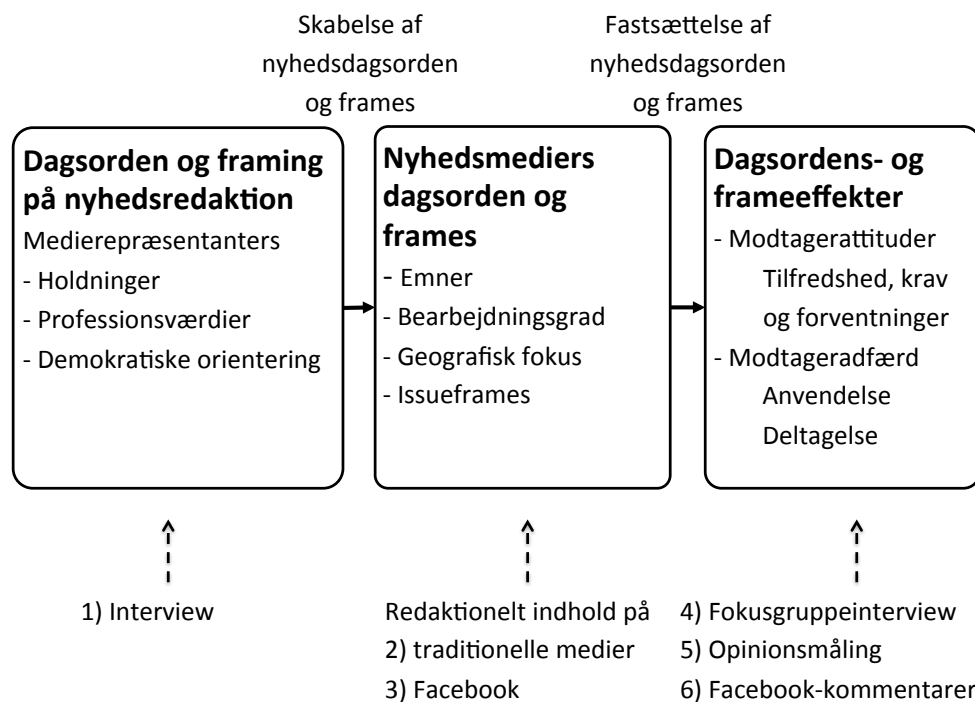 Skabelse af
nyhedsdagsorden
og frames
Fastsættelse af
nyhedsdagsorden
og frames
Dagsorden og framing
på nyhedsredaktion
Medierepræsentanters
- Holdninger
- Professionsværdier
- Demokratiske orientering
Nyhedsmediers
dagsorden og
frames
- Emner
- Bearbejdningsgrad
- Geografisk fokus
- Issueframes
Dagsordens- og
frameeffekter
- Modtagerattituder
Tilfredshed, krav
og forventninger
- Modtageradfærd
Anvendelse
Deltagelse
1) Interview
Redaktionelt indhold på
2) traditionelle medier
3) Facebook
4) Fokusgruppeinterview
5) Opinionsmåling
6) Facebook-kommentarer